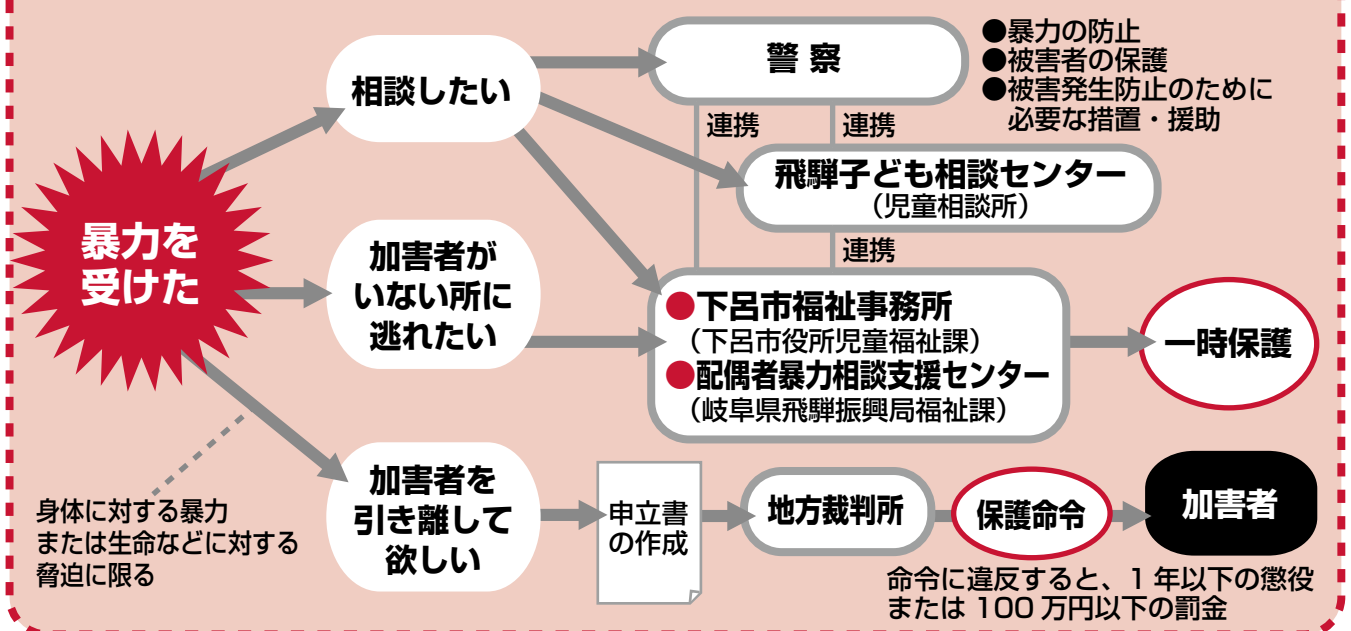 暴力を
受けた
相談したい
警 察
●暴力の防止
●被害者の保護
●被害発生防止のために
必要な措置・援助
連携
連携
飛騨子ども相談センター
（児童相談所）
連携
加害者が
いない所に
逃れたい
●下呂市福祉事務所
（下呂市役所児童福祉課）
●配偶者暴力相談支援センター
（岐阜県飛騨振興局福祉課）
一時保護
身体に対する暴力
または生命などに対する
脅迫に限る
加害者を
引き離して
欲しい
申立書
の作成
地方裁判所
保護命令
加害者
命令に違反すると、1 年以下の懲役
または 100 万円以下の罰金